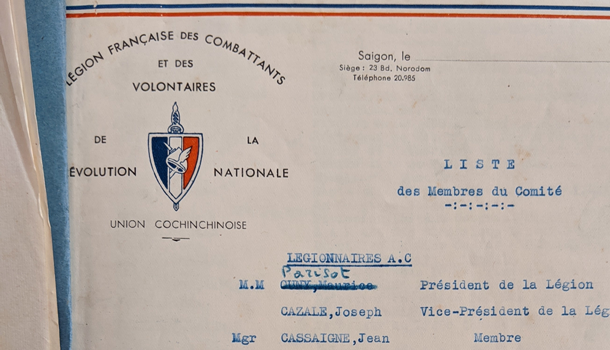 LÉGION FRANÇAISE DES COMBATTANTS
ET DES
VOLONTAIRES
DE LA
ÉVOLUTION NATIONALE
UNION COCHINCHINOISE
Saigon, le
Siège : 23 Bd. Norodom
Téléphone 20.985
LISTE
des Membres du Comité
-:-:-:-:-
LEGIONNAIRES A.C
Parisot
M.M CUNY,Maurice Président de la Légion
CAZALE,Joseph Vice-Président de la Lég
Mgr CASSAIGNE,Jean Membre